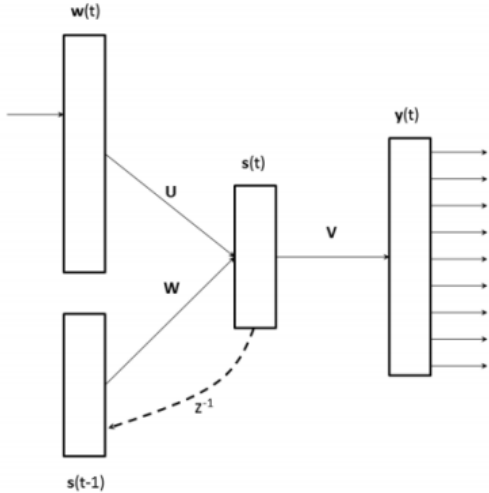 w(t)
y(t)
s(t)
U
V
W
z⁻¹
s(t-1)